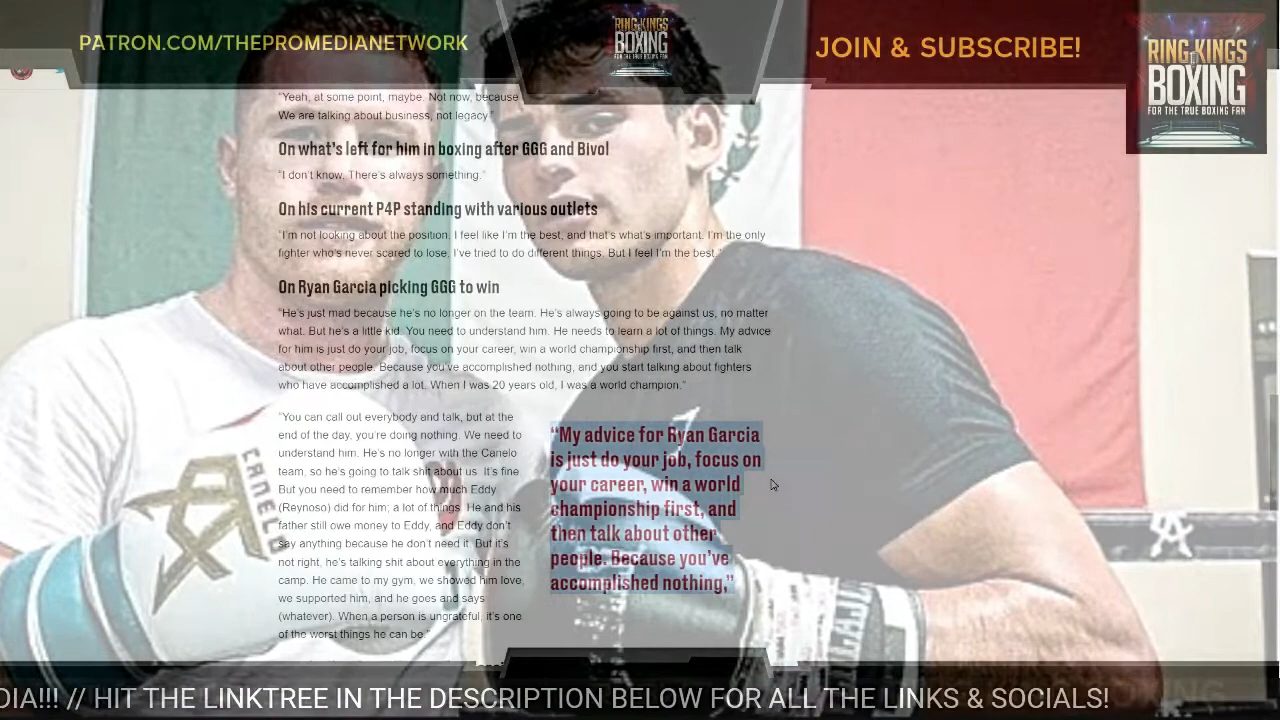 PATRON.COM/THEPROMEDIANETWORK
RING KINGS
BOXING
FOR THE TRUE BOXING FAN
JOIN & SUBSCRIBE!
RING KINGS
BOXING
FOR THE TRUE BOXING FAN
"Yeah, at some point, maybe. Not now, because
We are talking about business, not legacy."
On what's left for him in boxing after GGG and Bivol
"I don't know. There's always something."
On his current P4P standing with various outlets
"I'm not looking about the position. I feel like I'm the best, and that's what's important. I'm the only
fighter who's never scared to lose, I've tried to do different things. But I feel I'm the best."
On Ryan Garcia picking GGG to win
"He's just mad because he's no longer on the team. He's always going to be against us, no matter
what. But he's a little kid. You need to understand him. He needs to learn a lot of things. My advice
for him is just do your job, focus on your career, win a world championship first, and then talk
about other people. Because you've accomplished nothing, and you start talking about fighters
who have accomplished a lot. When I was 20 years old, I was a world champion."
"You can call out everybody and talk, but at the
end of the day, you're doing nothing. We need to
understand him. He's no longer with the Canelo
team, so he's going to talk shit about us. It's fine.
But you need to remember how much Eddy
(Reynoso) did for him; a lot of things. He and his
father still owe money to Eddy, and Eddy don't
say anything because he don't need it. But it's
not right, he's talking shit about everything in the
camp. He came to my gym, we showed him love,
we supported him, and he goes and says
(whatever). When a person is ungrateful, it's one
of the worst things he can be."
"My advice for Ryan Garcia
is just do your job, focus on
your career, win a world
championship first, and
then talk about other
people. Because you've
accomplished nothing,"
CANEL
DIA!!! // HIT THE LINKTREE IN THE DESCRIPTION BELOW FOR ALL THE LINKS & SOCIALS!